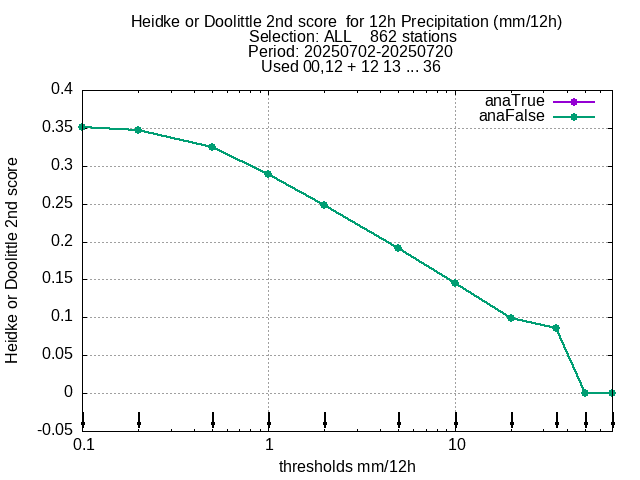 Heidke or Doolittle 2nd score  for 12h Precipitation (mm/12h)
Selection: ALL    862 stations
Period: 20250702-20250720
Used 00,12 + 12 13 ... 36
anaTrue
anaFalse
Heidke or Doolittle 2nd score
0.4
0.35
0.3
0.25
0.2
0.15
0.1
0.05
0
-0.05
0.1
1
10
thresholds mm/12h